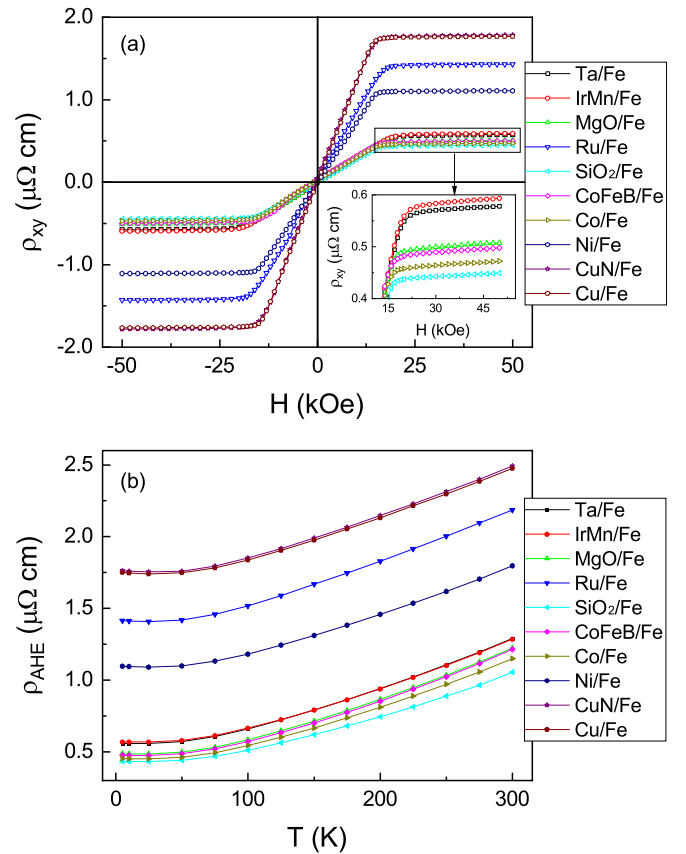 (a)
2.0
1.0
0.0
-1.0
-2.0
ρxy (μΩ cm)
-50
-25
0
25
50
H (kOe)
0.6
0.5
0.4
ρxy (μΩ cm)
15
30
45
H (kOe)
Ta/Fe
IrMn/Fe
MgO/Fe
Ru/Fe
SiO₂/Fe
CoFeB/Fe
Co/Fe
Ni/Fe
CuN/Fe
Cu/Fe
(b)
2.5
2.0
1.5
1.0
0.5
ρAHE (μΩ cm)
0
50
100
150
200
250
300
T (K)
Ta/Fe
IrMn/Fe
MgO/Fe
Ru/Fe
SiO₂/Fe
CoFeB/Fe
Co/Fe
Ni/Fe
CuN/Fe
Cu/Fe